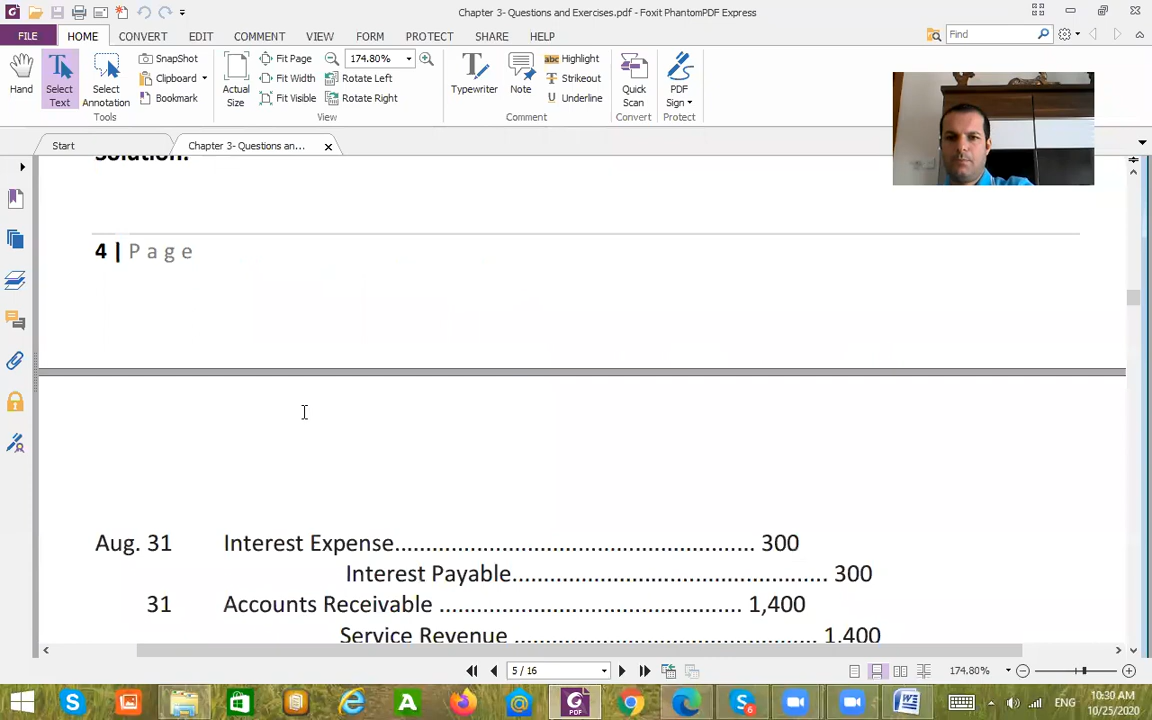 Chapter 3- Questions and Exercises.pdf - Foxit PhantomPDF Express
FILE HOME CONVERT EDIT COMMENT VIEW FORM PROTECT SHARE HELP
Find
Hand
Select Text
Select Annotation
SnapShot
Clipboard
Bookmark
Tools
Actual Size
Fit Page
Fit Width
Fit Visible
174.80%
Rotate Left
Rotate Right
View
Typewriter
Note
abc Highlight
Strikeout
Underline
Comment
Quick Scan
Convert
PDF Sign
Protect
Start
Chapter 3- Questions an...
Solution:
4 | Page
Aug. 31 Interest Expense.......................................................... 300
Interest Payable.................................................. 300
31 Accounts Receivable ................................................ 1,400
Service Revenue ................................................ 1,400
5 / 16
174.80%
ENG
10:30 AM
10/25/2020